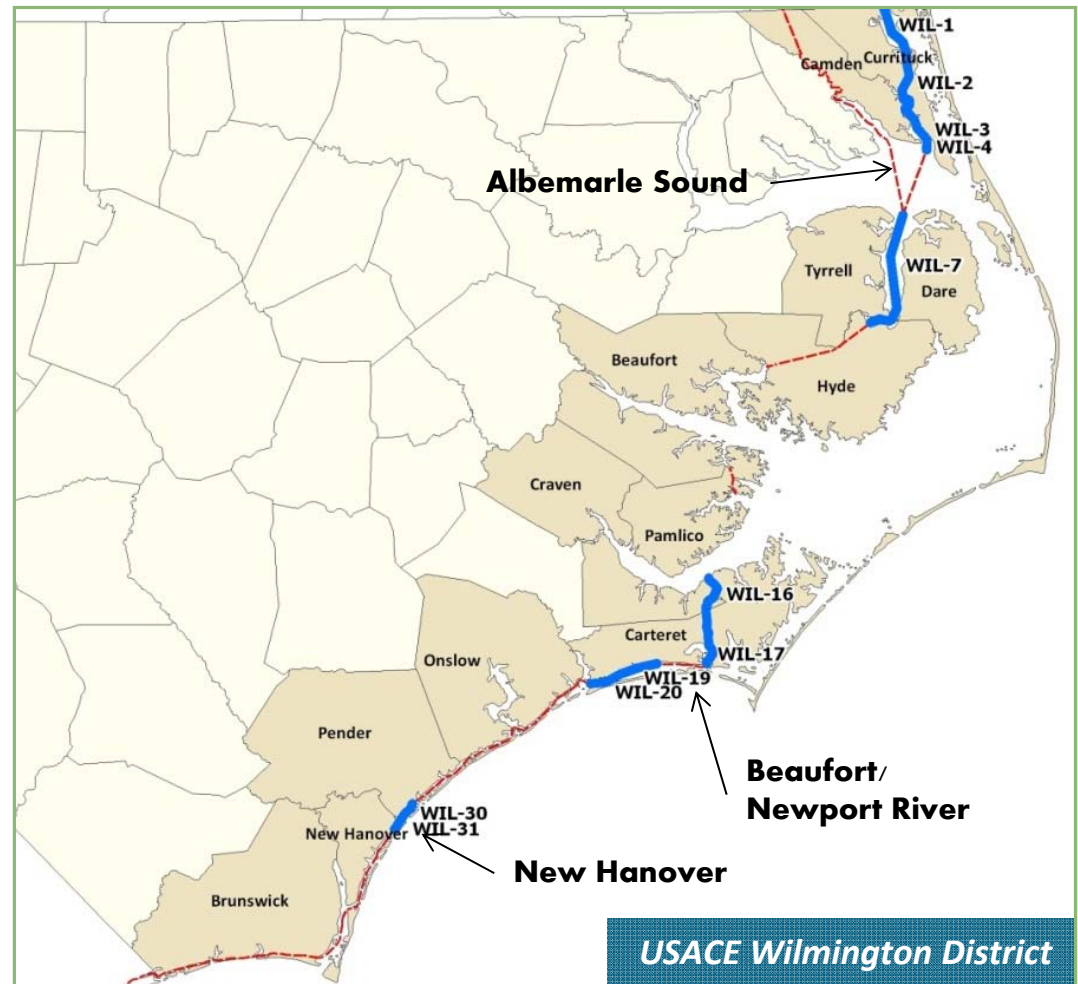 WIL-1
Currituck
Camden
WIL-2
WIL-3
WIL-4
Albemarle Sound
Tyrrell
WIL-7
Dare
Beaufort
Hyde
Craven
Pamlico
WIL-16
Carteret
WIL-17
Onslow
WIL-19
WIL-20
Pender
Beaufort/
Newport River
WIL-30
New Hanover
WIL-31
New Hanover
Brunswick
USACE Wilmington District